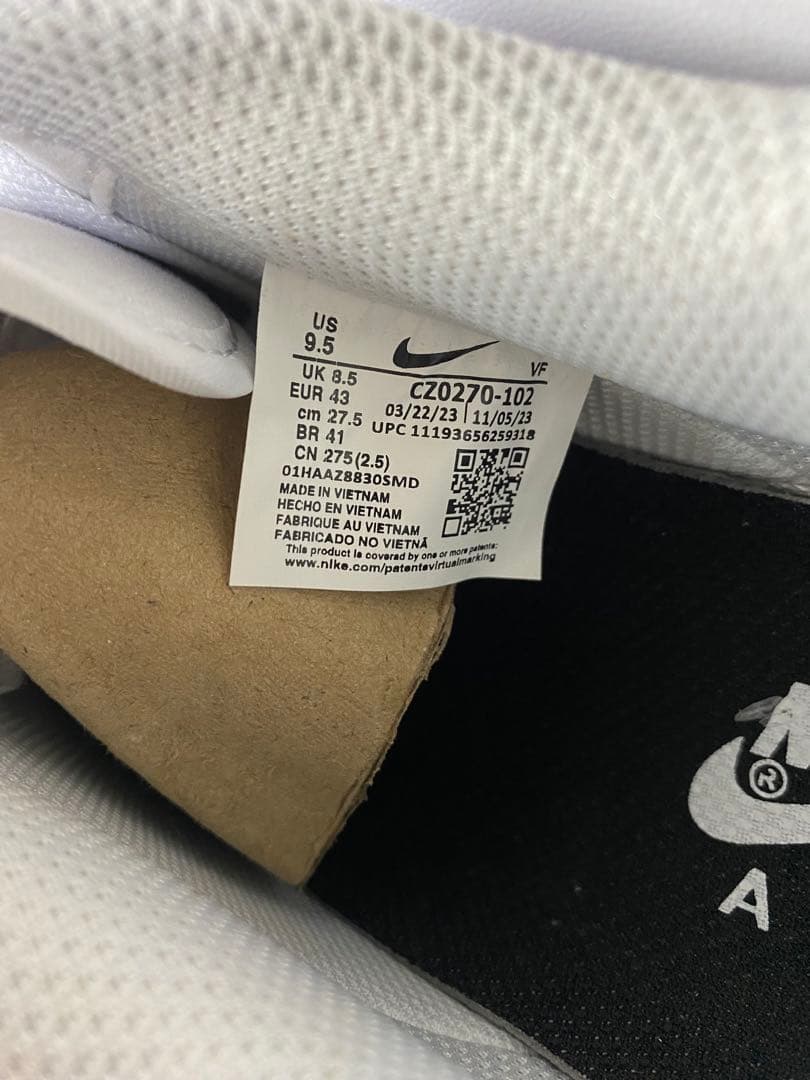 US
9.5
VF
UK 8.5
CZ0270-102
EUR 43
03/22/23 | 11/05/23
cm 27.5
UPC 11193656259318
BR 41
CN 275(2.5)
01HAAZ8830SMD
MADE IN VIETNAM
HECHO EN VIETNAM
FABRIQUE AU VIETNAM
FABRICADO NO VIETNÃ
This product is covered by one or more patents:
www.nike.com/patentsvirtualmarking
N
®
A